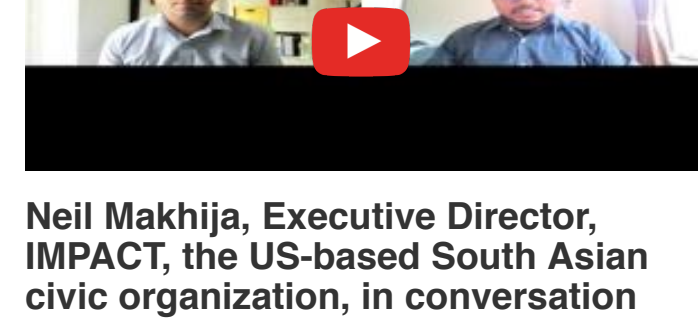 Neil Makhija, Executive Director,
IMPACT, the US-based South Asian
civic organization, in conversation